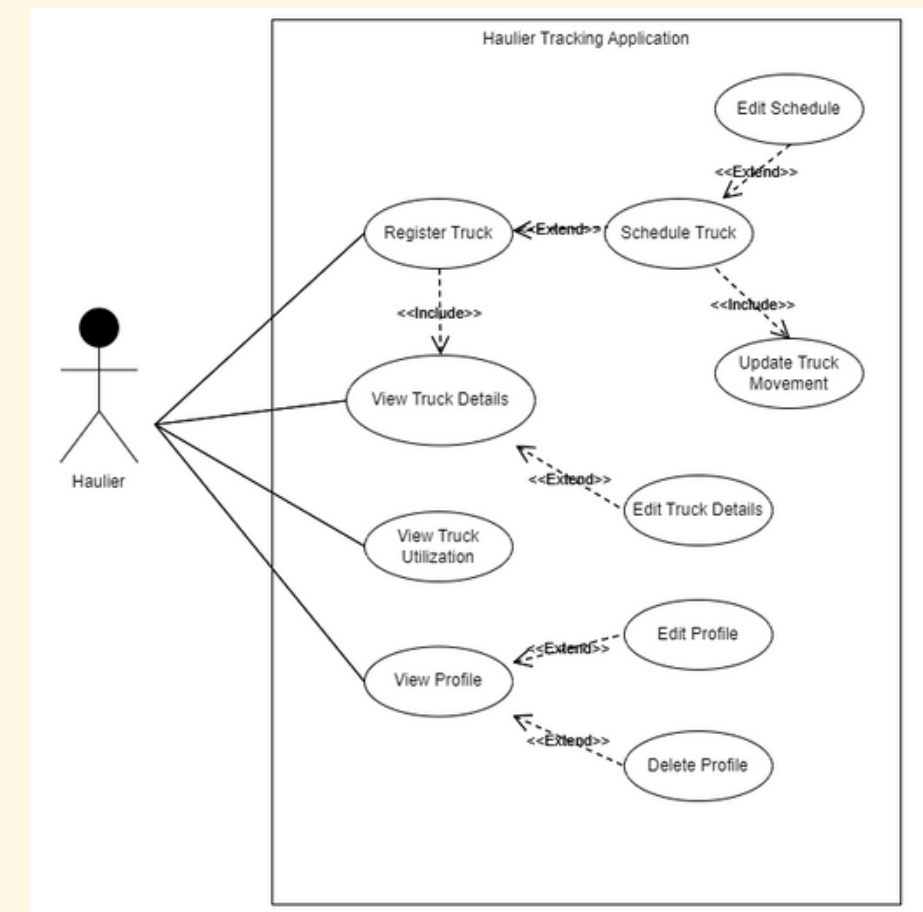 Haulier Tracking Application
Edit Schedule
<<Extend>>
Register Truck
<<Extend>>
Schedule Truck
<<Include>>
<<Include>>
View Truck Details
Update Truck
Movement
Haulier
<<Extend>>
Edit Truck Details
View Truck
Utilization
Edit Profile
<<Extend>>
View Profile
<<Extend>>
Delete Profile